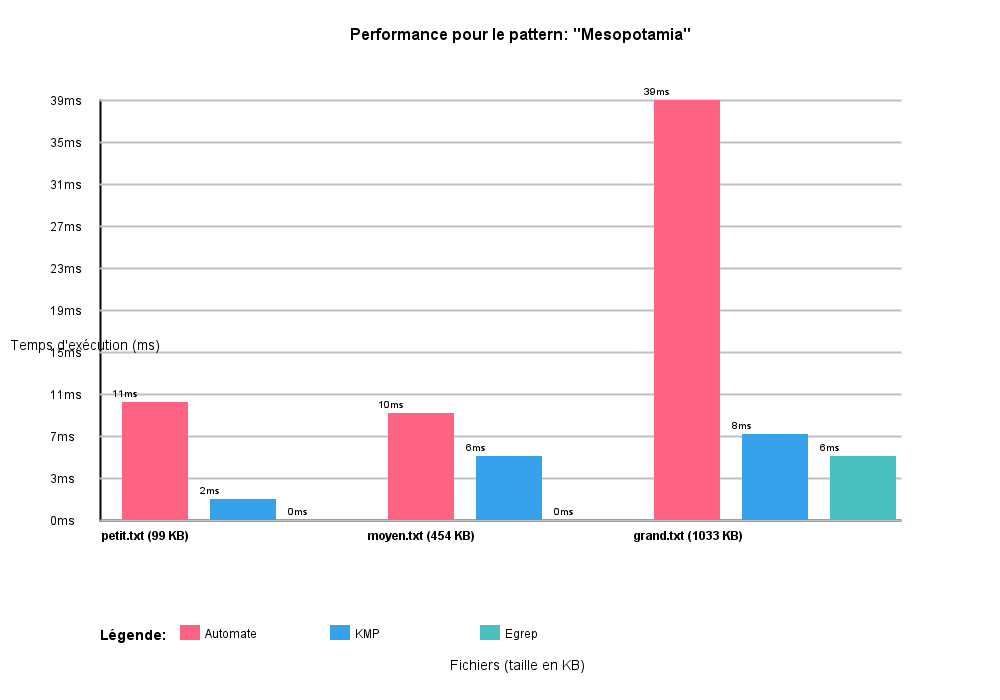 Performance pour le pattern: "Mesopotamia"
39ms
39ms
35ms
31ms
27ms
23ms
19ms
Temps d'exécution (ms)
15ms
11ms
11ms
10ms
7ms
6ms
8ms
6ms
3ms
2ms
0ms
0ms
0ms
petit.txt (99 KB) moyen.txt (454 KB) grand.txt (1033 KB)
Légende: Automate KMP Egrep
Fichiers (taille en KB)